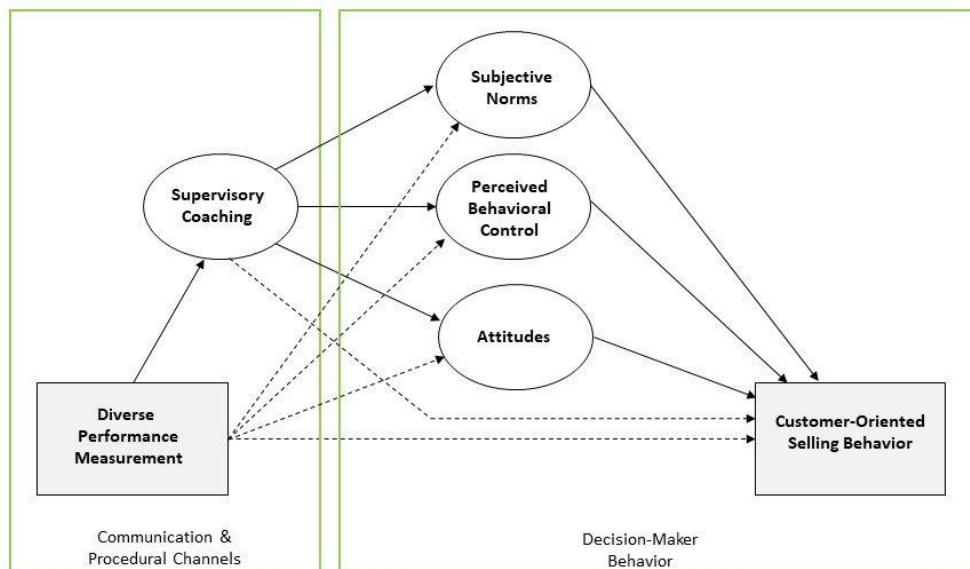 Subjective
Norms
Supervisory
Coaching
Perceived
Behavioral
Control
Attitudes
Diverse
Performance
Measurement
Customer-Oriented
Selling Behavior
Communication &
Procedural Channels
Decision-Maker
Behavior